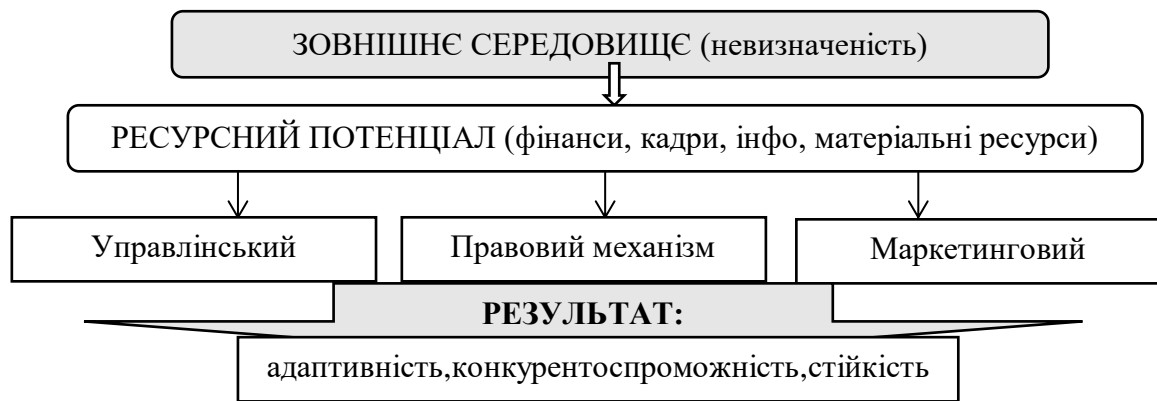 ЗОВНІШНЄ СЕРЕДОВИЩЄ (невизначеність)
РЕСУРСНИЙ ПОТЕНЦІАЛ (фінанси, кадри, інфо, матеріальні ресурси)
Управлінський
Правовий механізм
Маркетинговий
РЕЗУЛЬТАТ:
адаптивність,конкурентоспроможність,стійкість